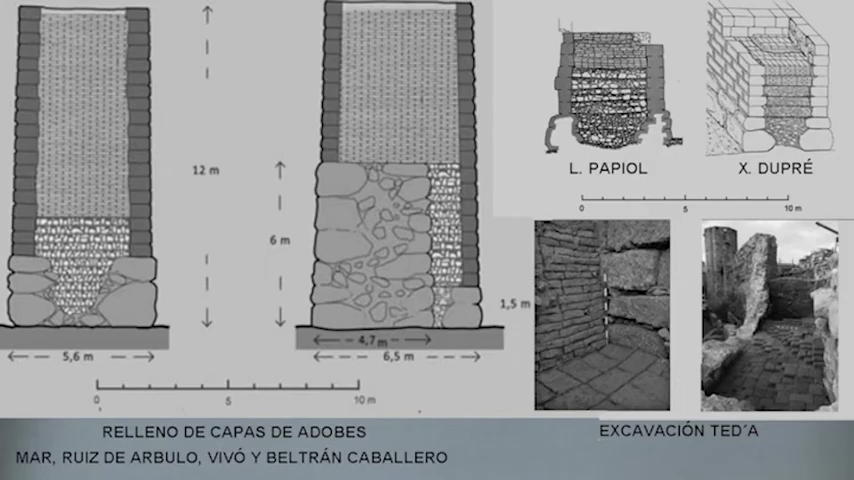 12 m
6 m
1,5 m
5,6 m
4,7 m
6,5 m
0 5 10 m
L. PAPIOL X. DUPRÉ
0 5 10 m
RELLENO DE CAPAS DE ADOBES
MAR, RUIZ DE ARBULO, VIVÓ Y BELTRÁN CABALLERO
EXCAVACIÓN TED´A